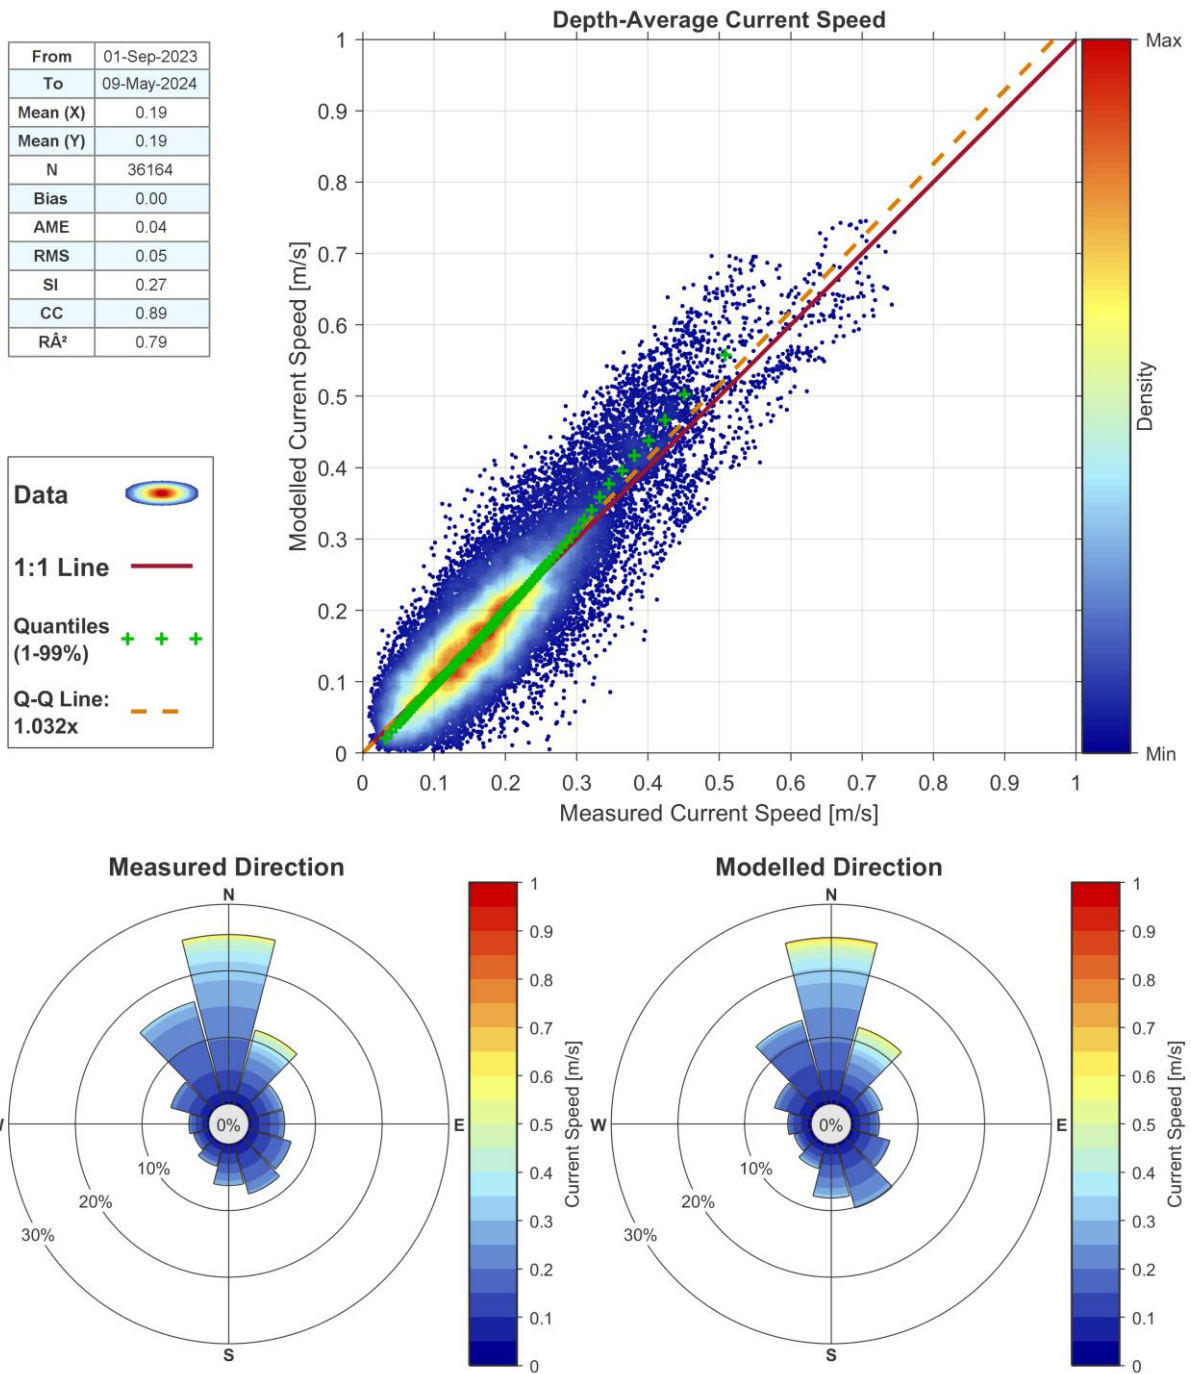 Depth-Average Current Speed
From 01-Sep-2023
To 09-May-2024
Mean (X) 0.19
Mean (Y) 0.19
N 36164
Bias 0.00
AME 0.04
RMS 0.05
SI 0.27
CC 0.89
RÂ² 0.79
Data
1:1 Line
Quantiles
(1-99%)
Q-Q Line:
1.032x
Modelled Current Speed [m/s]
1
0.9
0.8
0.7
0.6
0.5
0.4
0.3
0.2
0.1
0
0 0.1 0.2 0.3 0.4 0.5 0.6 0.7 0.8 0.9 1
Measured Current Speed [m/s]
Max
Density
Min
Measured Direction
N
E
S
0%
10%
20%
30%
1
0.9
0.8
0.7
0.6
0.5
0.4
0.3
0.2
0.1
0
Current Speed [m/s]
Modelled Direction
N
W
E
S
0%
10%
20%
30%
1
0.9
0.8
0.7
0.6
0.5
0.4
0.3
0.2
0.1
0
Current Speed [m/s]